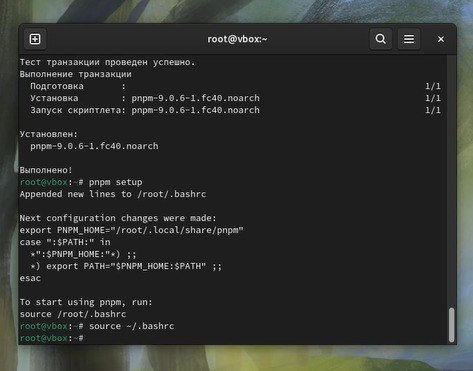 root@vbox:~
Тест транзакции проведен успешно.
Выполнение транзакции
  Подготовка       :                                                  1/1
  Установка        : pnpm-9.0.6-1.fc40.noarch                         1/1
  Запуск скриптлета: pnpm-9.0.6-1.fc40.noarch                         1/1
Установлен:
  pnpm-9.0.6-1.fc40.noarch
Выполнено!
root@vbox:~# pnpm setup
Appended new lines to /root/.bashrc
Next configuration changes were made:
export PNPM_HOME="/root/.local/share/pnpm"
case ":$PATH:" in
  *":$PNPM_HOME:"*) ;;
  *) export PATH="$PNPM_HOME:$PATH" ;;
esac
To start using pnpm, run:
source /root/.bashrc
root@vbox:~# source ~/.bashrc
root@vbox:~#